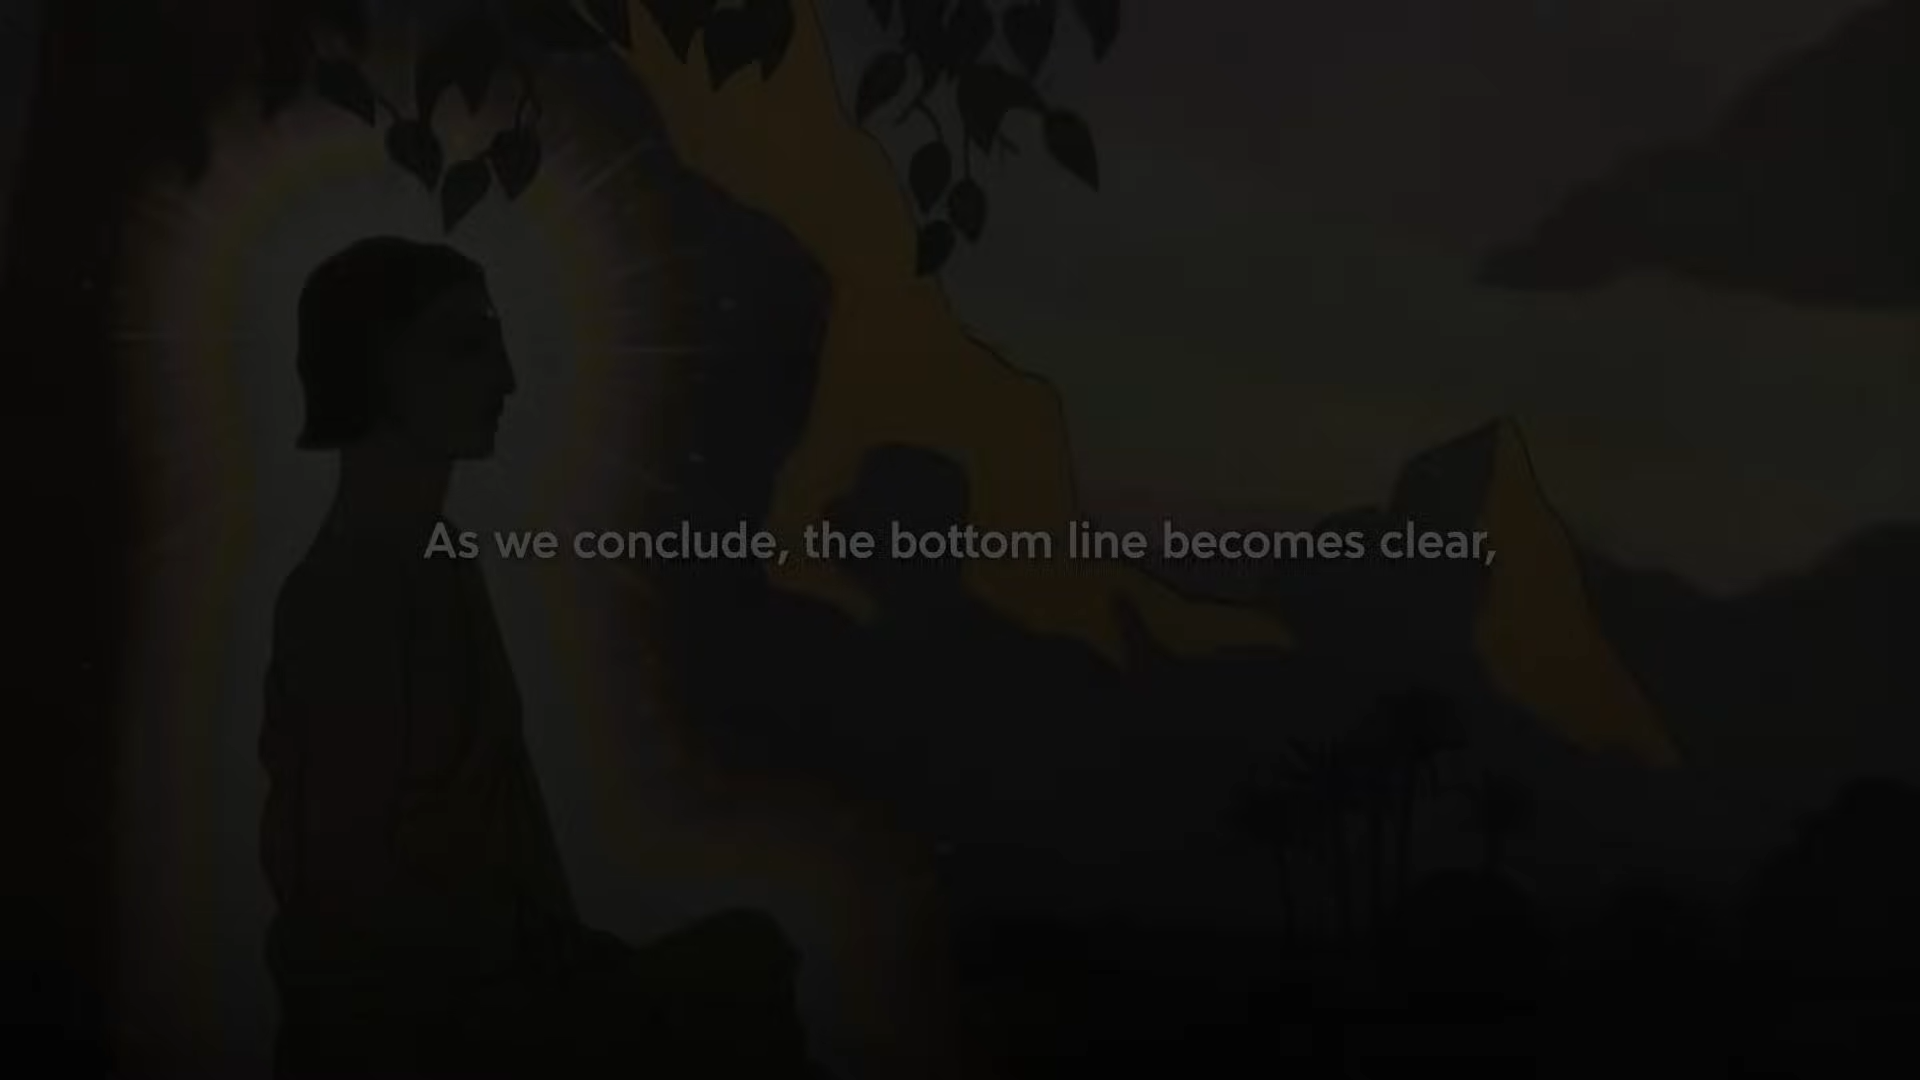 As we conclude, the bottom line becomes clear,